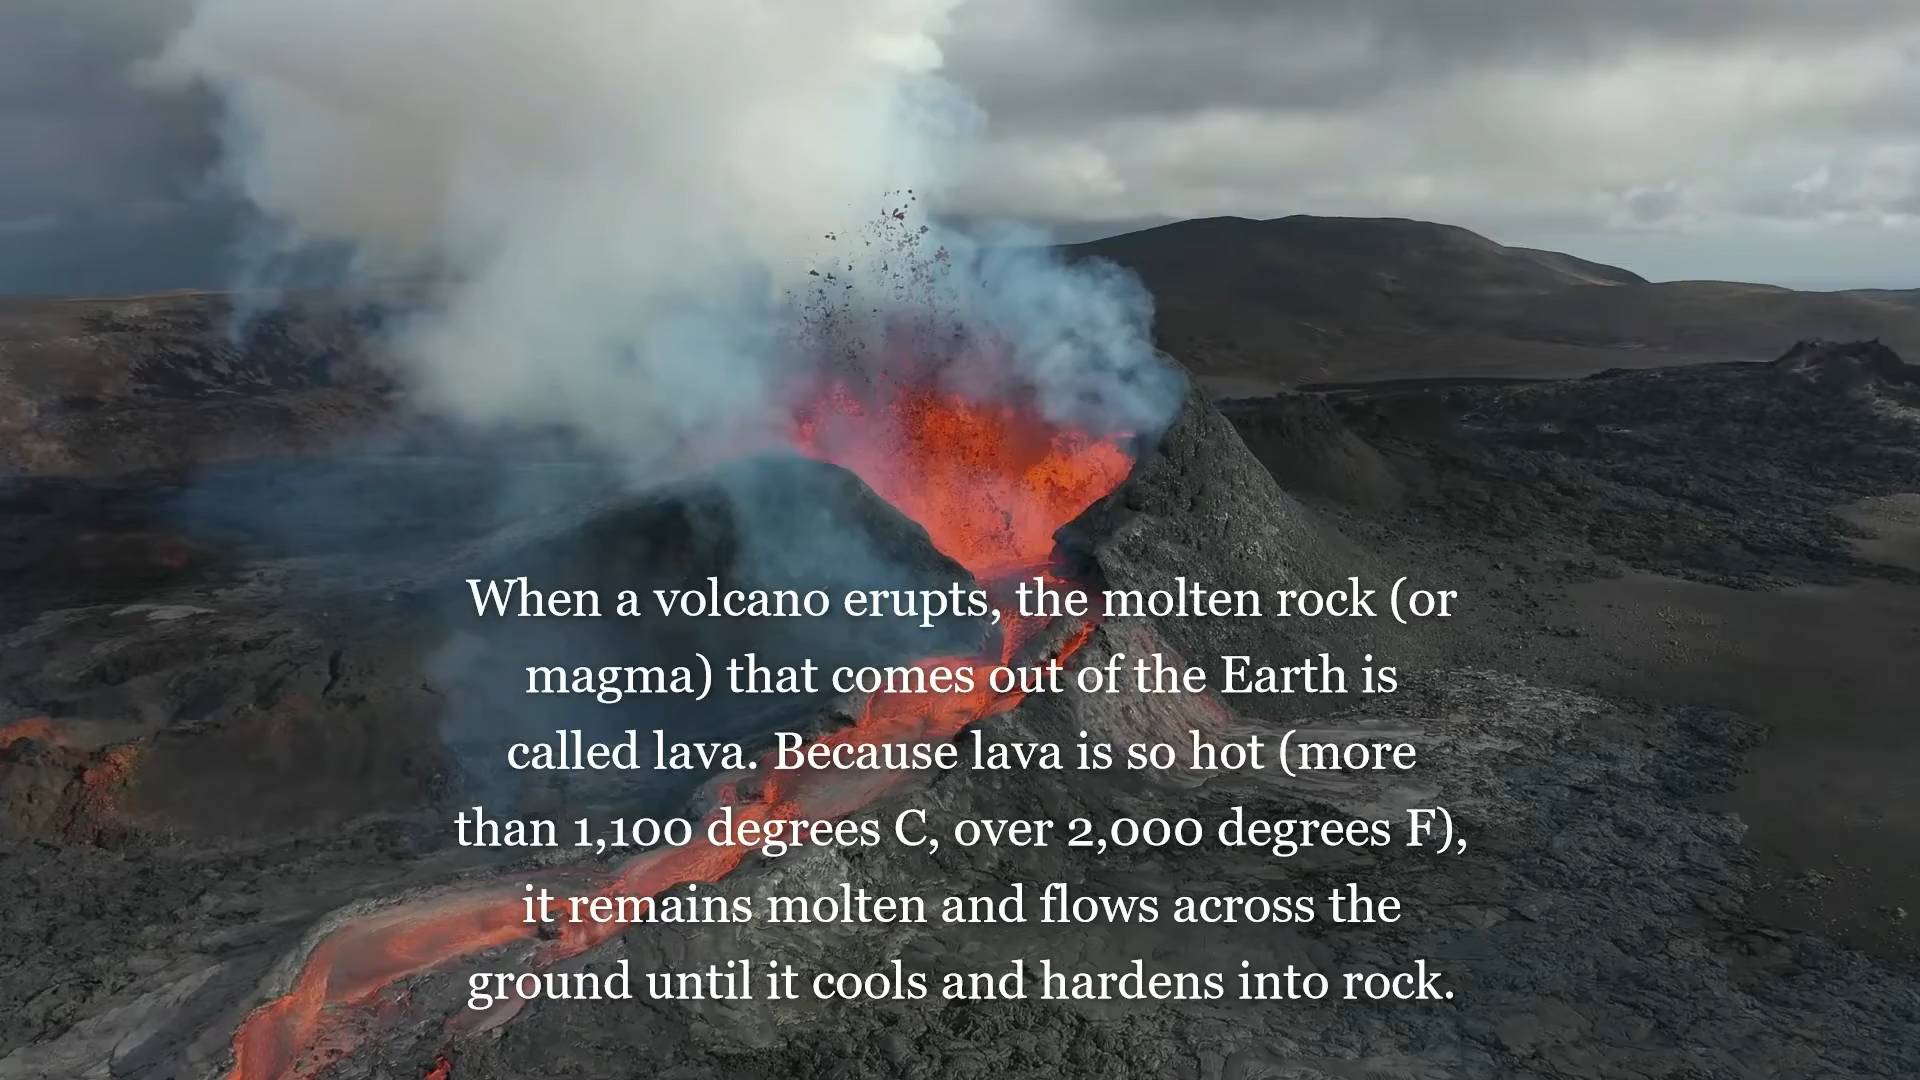 When a volcano erupts, the molten rock (or
magma) that comes out of the Earth is
called lava. Because lava is so hot (more
than 1,100 degrees C, over 2,000 degrees F),
it remains molten and flows across the
ground until it cools and hardens into rock.